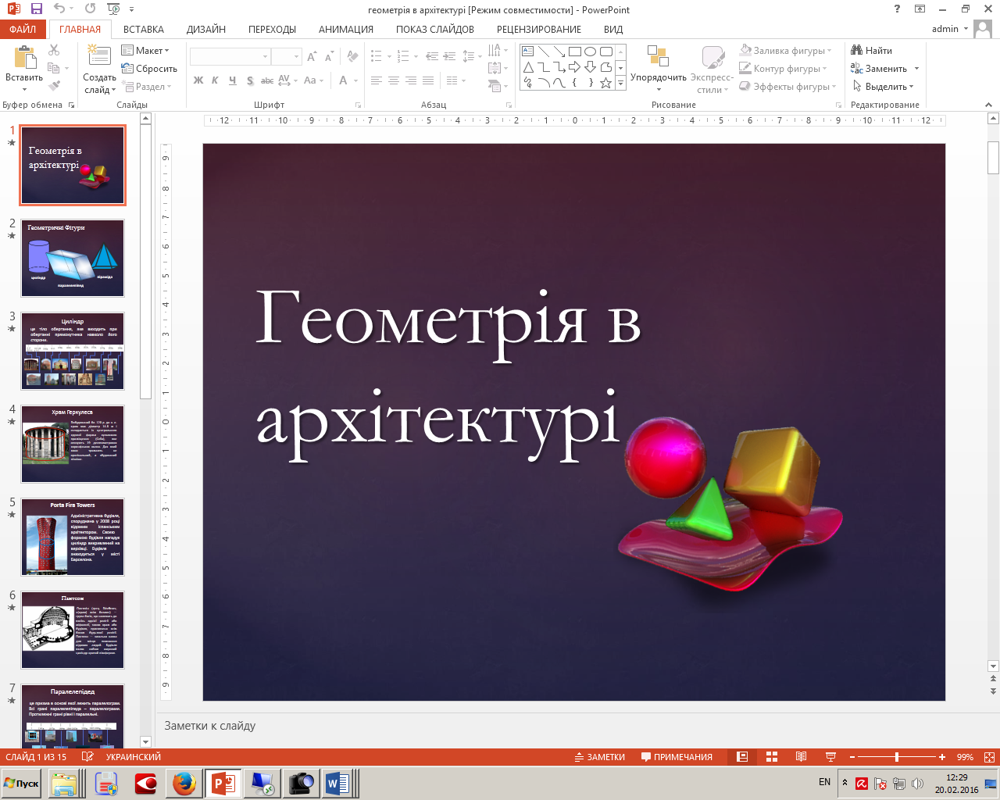 геометрія в архітектурі [Режим совместимости] - PowerPoint
ФАЙЛ ГЛАВНАЯ ВСТАВКА ДИЗАЙН ПЕРЕХОДЫ АНИМАЦИЯ ПОКАЗ СЛАЙДОВ РЕЦЕНЗИРОВАНИЕ ВИД admin
Вставить
Буфер обмена
Создать слайд
Макет
Сбросить
Раздел
Слайды
Ж К Ч S abc AV Aa A
Шрифт
Абзац
Упорядочить
Экспресс-стили
Заливка фигуры
Контур фигуры
Эффекты фигуры
Рисование
Найти
Заменить
Выделить
Редактирование
12 11 10 9 8 7 6 5 4 3 2 1 0 1 2 3 4 5 6 7 8 9 10 11 12
9 8 7 6 5 4 3 2 1 0 1 2 3 4 5 6 7 8 9
1
Геометрія в
архітектурі
2
Геометричні Фігури
циліндр
паралелепіпед
піраміда
3
Циліндр
це тіло обертання, яке виходить при
обертанні прямокутника навколо його
сторони.
4
Храм Геркулеса
5
Porta Fira Towers
Адміністративна будівля,
споруджена у 2008 році
відомим іспанським
архітектором. Своєю
формою будівля нагадує
циліндр викривлений на
верхівці. Будівля
знаходиться у місті
Барселона.
6
Пантеон
7
Паралелепіпед
це призма в основі якої лежить паралелограм.
Всі грані паралелепіпеда – паралелограми.
Протилежні грані рівні і паралельні.
Геометрія в
архітектурі
Заметки к слайду
СЛАЙД 1 ИЗ 15 УКРАИНСКИЙ ЗАМЕТКИ ПРИМЕЧАНИЯ 99%
Пуск
EN
12:29
20.02.2016